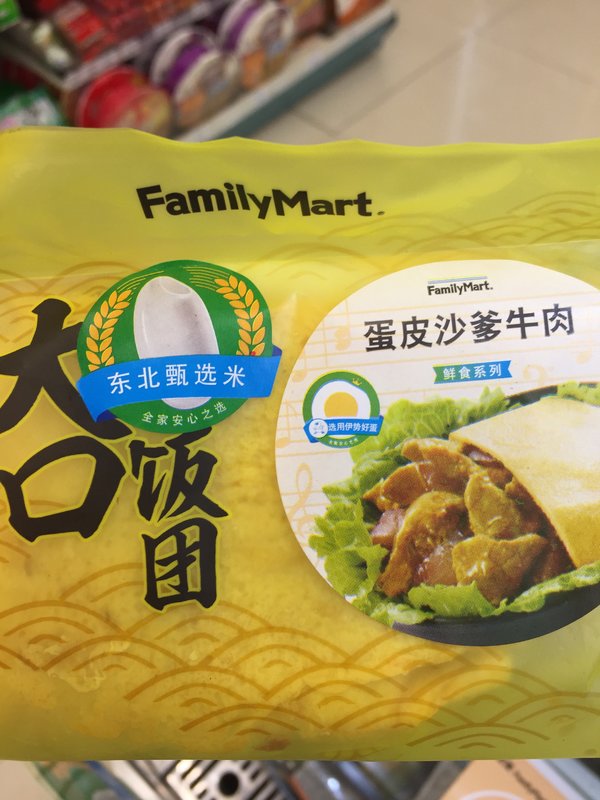 FamilyMart
大口
饭团
东北甄选米
全家安心之选
FamilyMart
蛋皮沙爹牛肉
鲜食系列
选用伊势好蛋